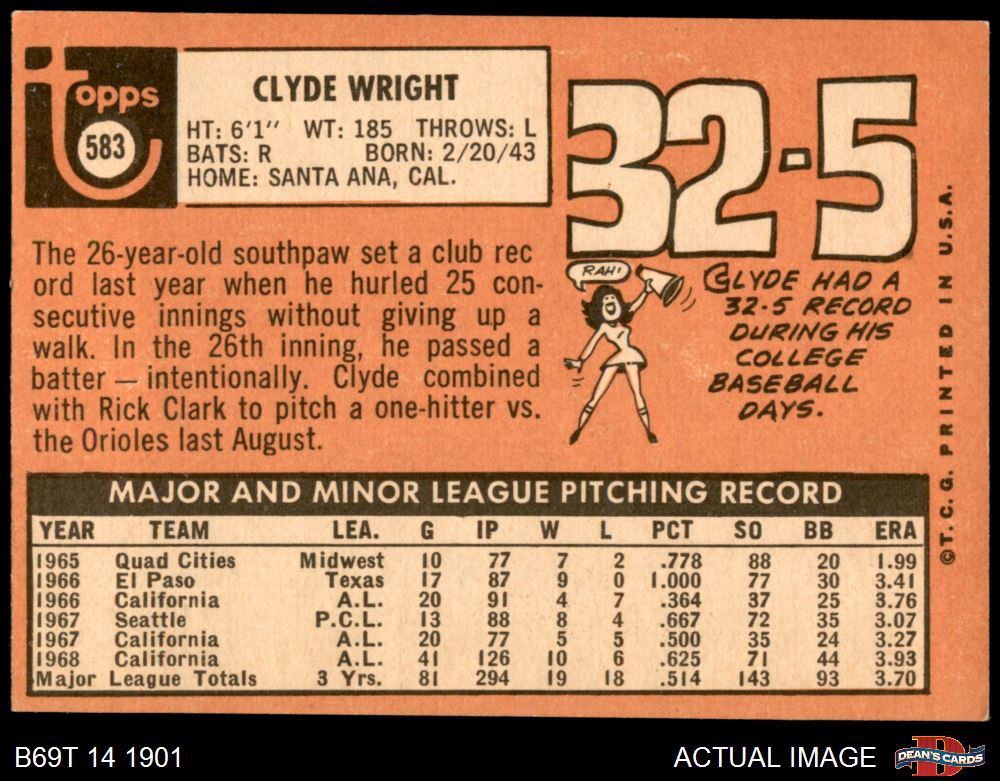 topps
583
CLYDE WRIGHT
HT: 6'1" WT: 185 THROWS: L
BATS: R BORN: 2/20/43
HOME: SANTA ANA, CAL.
32-5
RAH!
CLYDE HAD A
32-5 RECORD
DURING HIS
COLLEGE
BASEBALL
DAYS.
The 26-year-old southpaw set a club rec
ord last year when he hurled 25 con-
secutive innings without giving up a
walk. In the 26th inning, he passed a
batter — intentionally. Clyde combined
with Rick Clark to pitch a one-hitter vs.
the Orioles last August.
MAJOR AND MINOR LEAGUE PITCHING RECORD
YEAR TEAM LEA. G IP W L PCT SO BB ERA
1965 Quad Cities Midwest 10 77 7 2 .778 88 20 1.99
1966 El Paso Texas 17 87 9 0 1.000 77 30 3.41
1966 California A.L. 20 91 4 7 .364 37 25 3.76
1967 Seattle P.C.L. 13 88 8 4 .667 72 35 3.07
1967 California A.L. 20 77 5 5 .500 35 24 3.27
1968 California A.L. 41 126 10 6 .625 71 44 3.93
Major League Totals 3 Yrs. 81 294 19 18 .514 143 93 3.70
©T. C. G. PRINTED IN U.S.A.
B69T 14 1901
ACTUAL IMAGE
D
DEAN'S CARDS